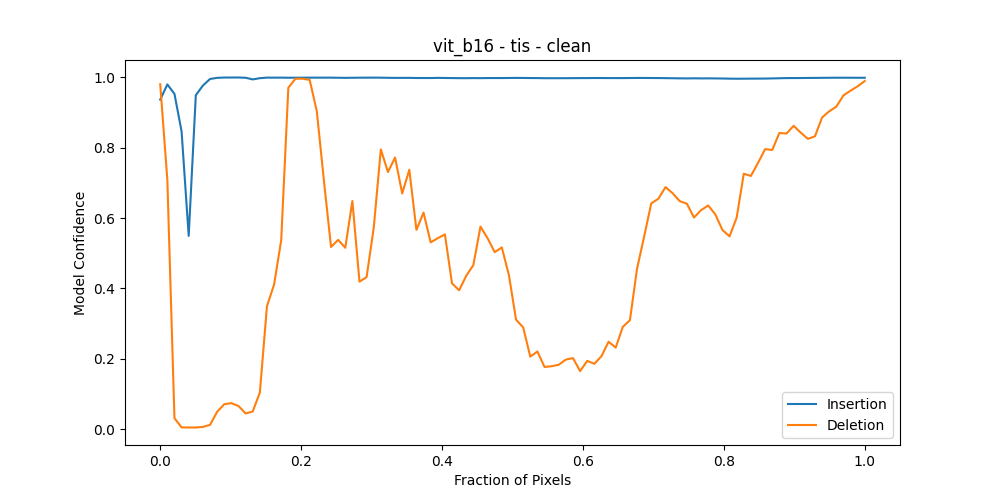 vit_b16 - tis - clean
Model Confidence
1.0
0.8
0.6
0.4
0.2
0.0
0.0 0.2 0.4 0.6 0.8 1.0
Fraction of Pixels
Insertion
Deletion